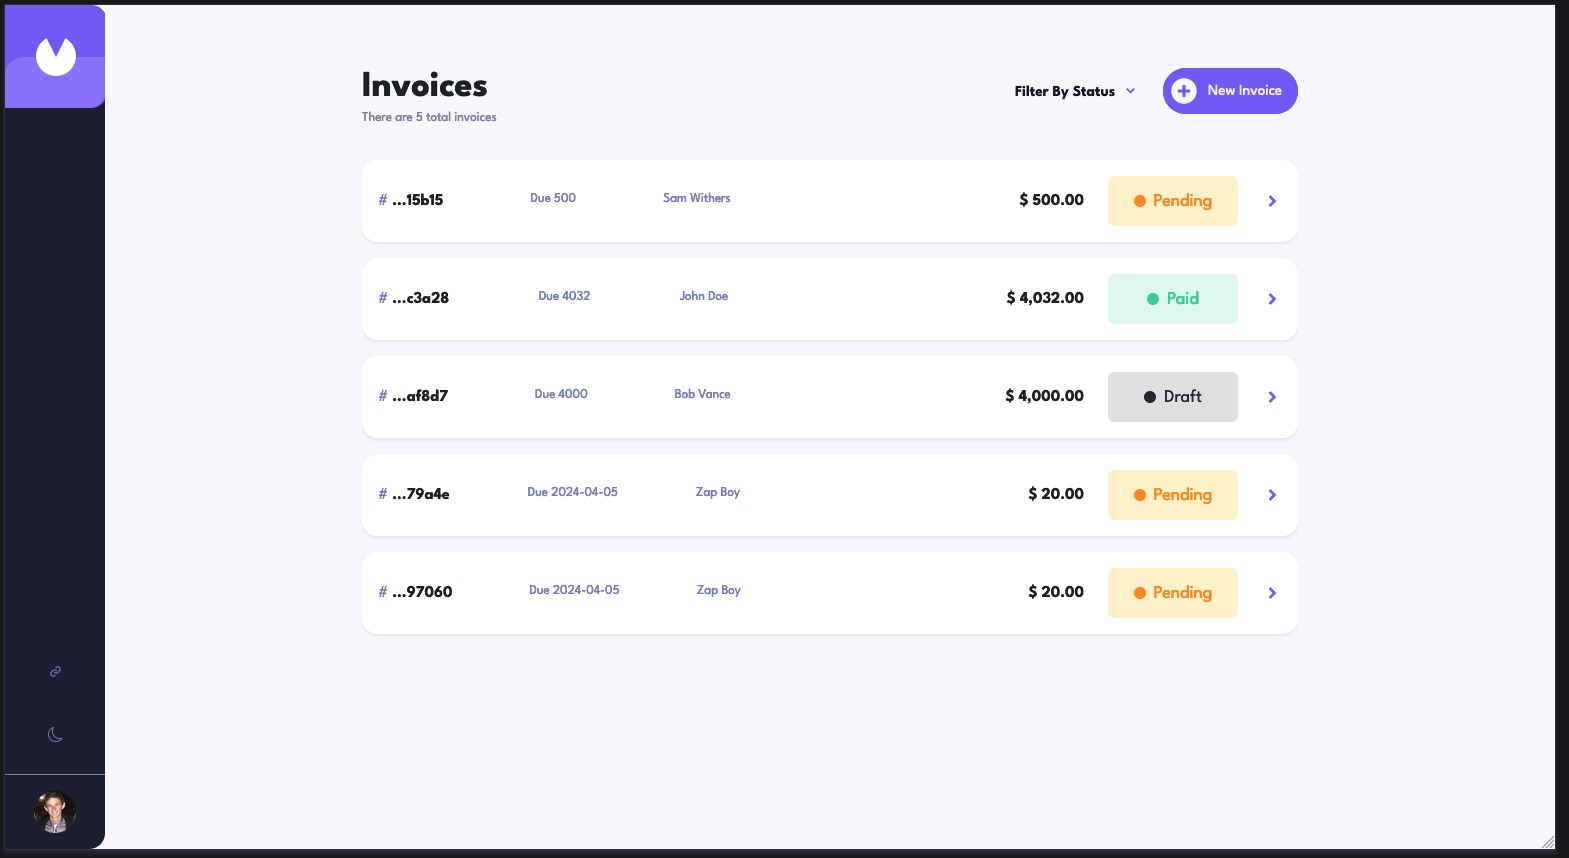 Invoices
There are 5 total invoices
Filter By Status
New Invoice
# ...15b15 Due 500 Sam Withers $ 500.00 Pending
# ...c3a28 Due 4032 John Doe $ 4,032.00 Paid
# ...af8d7 Due 4000 Bob Vance $ 4,000.00 Draft
# ...79a4e Due 2024-04-05 Zap Boy $ 20.00 Pending
# ...97060 Due 2024-04-05 Zap Boy $ 20.00 Pending